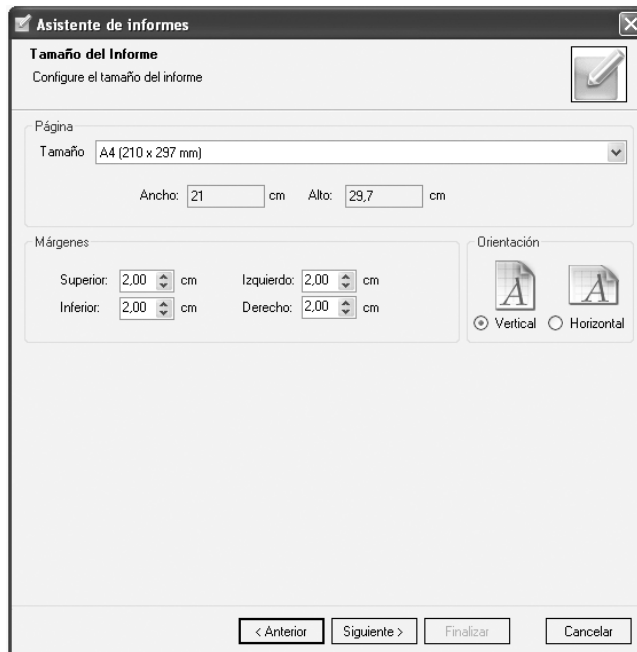 Asistente de informes
Tamaño del Informe
Configure el tamaño del informe
Página
Tamaño A4 (210 x 297 mm)
Ancho: 21 cm Alto: 29,7 cm
Márgenes
Superior: 2,00 cm Izquierdo: 2,00 cm
Inferior: 2,00 cm Derecho: 2,00 cm
Orientación
A A
Vertical Horizontal
< Anterior Siguiente > Finalizar Cancelar